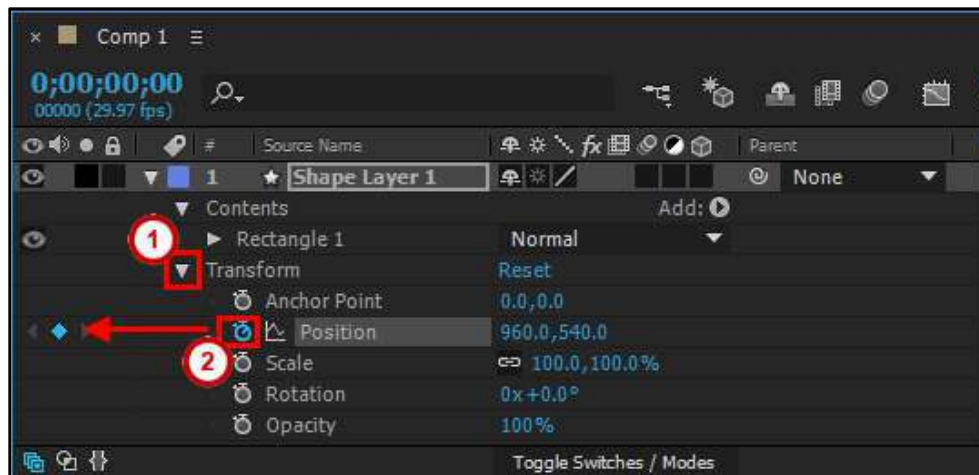 Comp 1
0;00;00;00
00000 (29.97 fps)
# Source Name fx Parent
1 Shape Layer 1 None
Contents Add:
1
Rectangle 1 Normal
Transform Reset
Anchor Point 0.0,0.0
Position 960.0,540.0
2
Scale 100.0,100.0%
Rotation 0x+0.0°
Opacity 100%
Toggle Switches / Modes